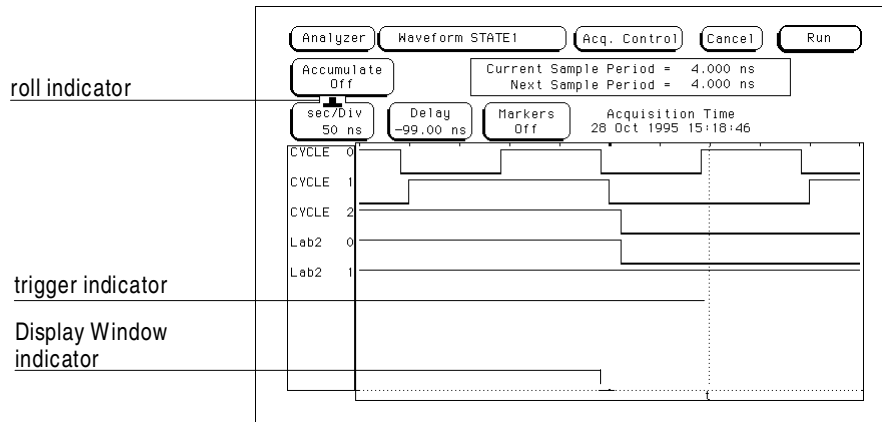 Analyzer Waveform STATE1 Acq. Control Cancel Run
Accumulate
Off
Current Sample Period = 4.000 ns
Next Sample Period = 4.000 ns
roll indicator
sec/Div
50 ns
Delay
-99.00 ns
Markers
Off
Acquisition Time
28 Oct 1995 15:18:46
CYCLE 0
CYCLE 1
CYCLE 2
Lab2 0
Lab2 1
trigger indicator
Display Window
indicator
t